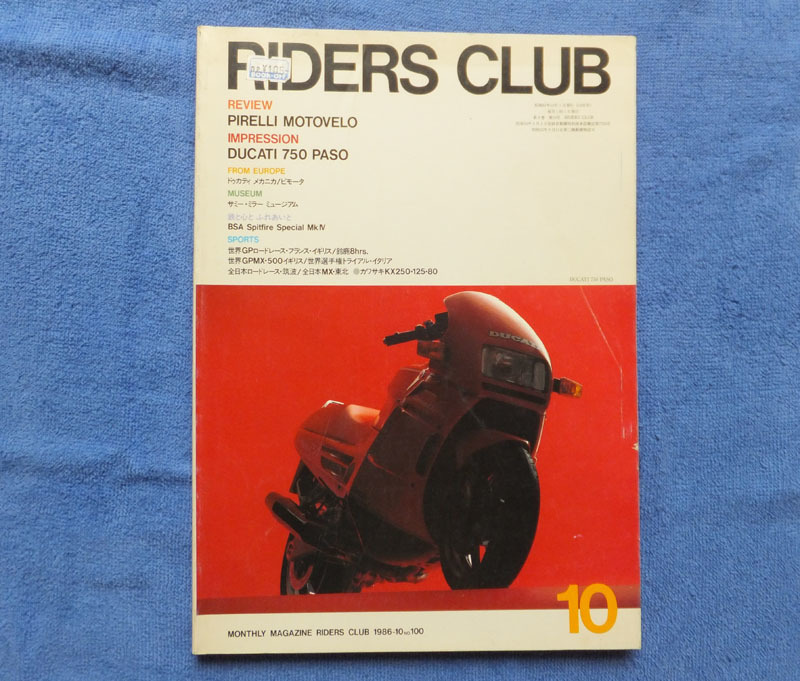 RIDERS CLUB
REVIEW
PIRELLI MOTOVELO
IMPRESSION
DUCATI 750 PASO
FROM EUROPE
ドゥカティ メカニカ/ビモータ
MUSEUM
サミー・ミラー ミュージアム
鉄と心と ふれあいと
BSA Spitfire Special Mk.Ⅳ
SPORTS
世界GPロードレース・フランス・イギリス/鈴鹿8hrs.
世界GPMX・500・イギリス/世界選手権トライアル・イタリア
全日本ロードレース・筑波/全日本MX・東北 ◎カワサキKX250・125・80
DUCATI 750 PASO
DUCATI
10
MONTHLY MAGAZINE RIDERS CLUB 1986-10 NO.100